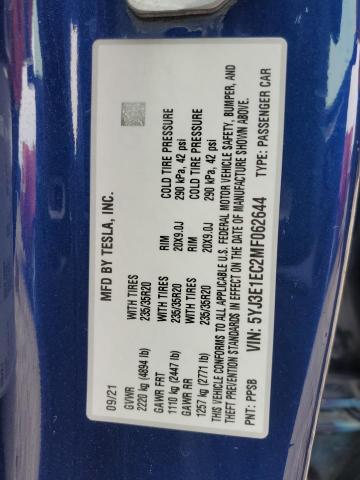 MFD BY TESLA, INC.
09/21
GVWR
2220 kg (4894 lb)
GAWR FRT WITH TIRES RIM COLD TIRE PRESSURE
1110 kg (2447 lb) 235/35R20 20X9.0J 290 kPa, 42 psi
GAWR RR WITH TIRES RIM COLD TIRE PRESSURE
1257 kg (2771 lb) 235/35R20 20X9.0J 290 kPa, 42 psi
THIS VEHICLE CONFORMS TO ALL APPLICABLE U.S. FEDERAL MOTOR VEHICLE SAFETY, BUMPER, AND
THEFT PREVENTION STANDARDS IN EFFECT ON THE DATE OF MANUFACTURE SHOWN ABOVE.
VIN: 5YJ3E1EC2MF062644 TYPE: PASSENGER CAR
PNT: PPSB